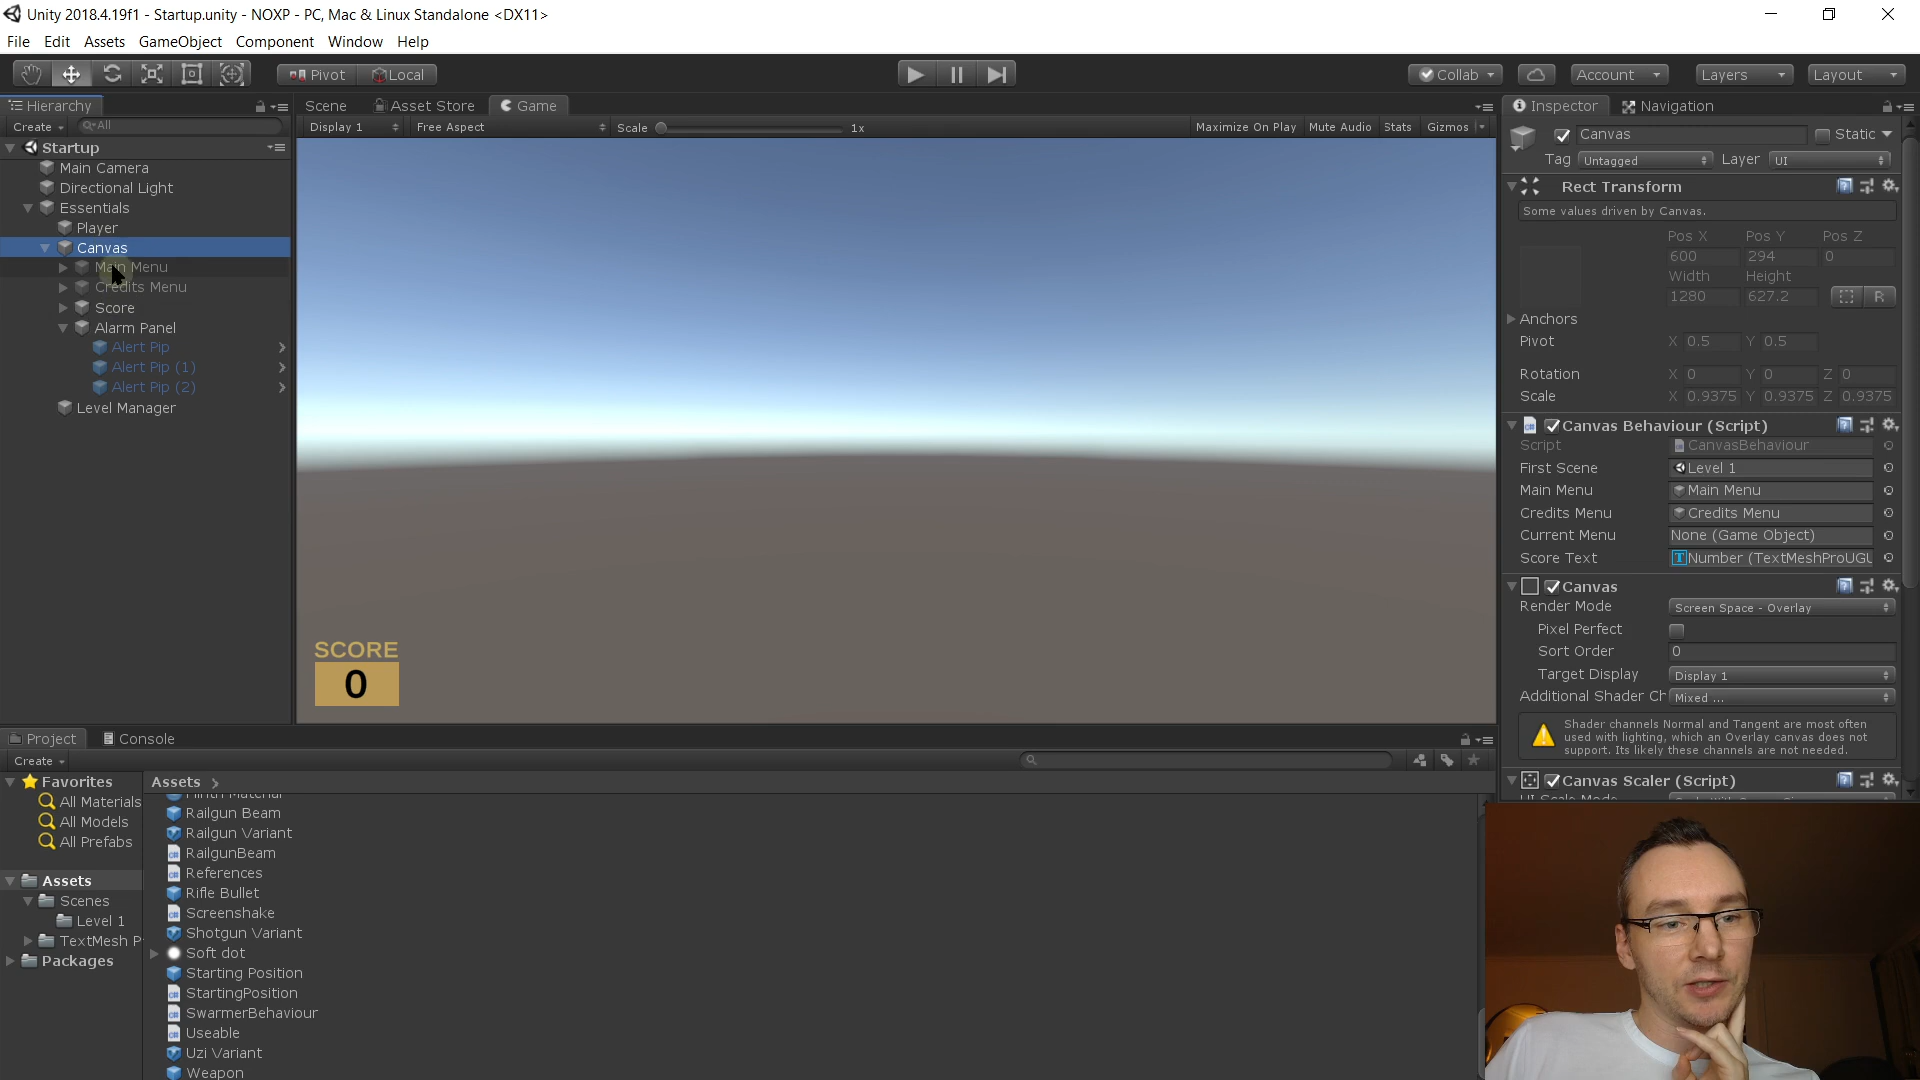 Unity 2018.4.19f1 - Startup.unity - NOXP - PC, Mac & Linux Standalone <DX11>
File Edit Assets GameObject Component Window Help
Pivot Local
Collab Account Layers Layout
Hierarchy
Create All
Startup
Main Camera
Directional Light
Essentials
Player
Canvas
Main Menu
Credits Menu
Score
Alarm Panel
Alert Pip
Alert Pip (1)
Alert Pip (2)
Level Manager
Scene Asset Store Game
Display 1 Free Aspect Scale 1x Maximize On Play Mute Audio Stats Gizmos
SCORE
0
Inspector Navigation
Canvas Static
Tag Untagged Layer UI
Rect Transform
Some values driven by Canvas.
Pos X Pos Y Pos Z
600 294 0
Width Height
1280 627.2 R
Anchors
Pivot X 0.5 Y 0.5
Rotation X 0 Y 0 Z 0
Scale X 0.9375 Y 0.9375 Z 0.9375
Canvas Behaviour (Script)
Script CanvasBehaviour
First Scene Level 1
Main Menu Main Menu
Credits Menu Credits Menu
Current Menu None (Game Object)
Score Text Number (TextMeshProUGU
Canvas
Render Mode Screen Space - Overlay
Pixel Perfect
Sort Order 0
Target Display Display 1
Additional Shader Ch Mixed ...
Shader channels Normal and Tangent are most often
used with lighting, which an Overlay canvas does not
support. Its likely these channels are not needed.
Canvas Scaler (Script)
Project Console
Create
Favorites
All Materials
All Models
All Prefabs
Assets
Scenes
Level 1
TextMesh P
Packages
Assets
Railgun Beam
Railgun Variant
RailgunBeam
References
Rifle Bullet
Screenshake
Shotgun Variant
Soft dot
Starting Position
StartingPosition
SwarmerBehaviour
Useable
Uzi Variant
Weapon